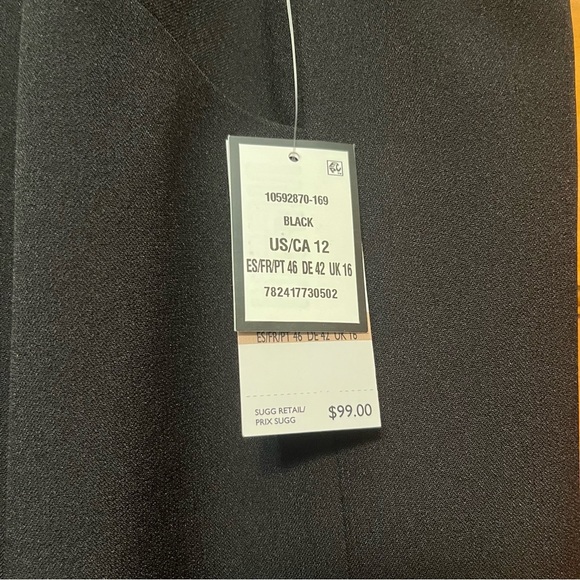 10592870-169
BLACK
US/CA 12
ES/FR/PT 46 DE 42 UK 16
782417730502
ES/FR/PT 46 DE 42 UK 16
SUGG RETAIL/
PRIX SUGG
$99.00